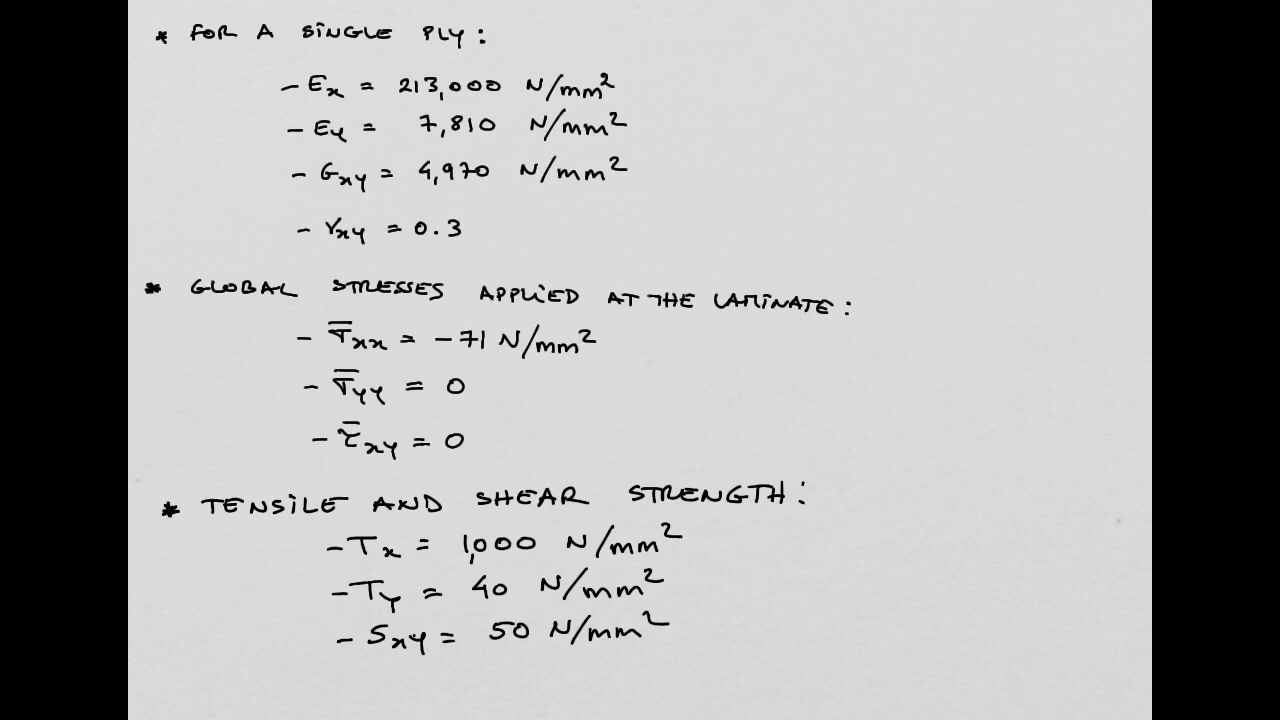 * FOR A SINGLE PLY:
- Ex = 213,000 N/mm²
- Ey = 7,810 N/mm²
- Gxy = 4,970 N/mm²
- νxy = 0.3
* GLOBAL STRESSES APPLIED AT THE LAMINATE:
- σ̅xx = -71 N/mm²
- σ̅yy = 0
- τ̅xy = 0
* TENSILE AND SHEAR STRENGTH:
- Tx = 1,000 N/mm²
- Ty = 40 N/mm²
- Sxy = 50 N/mm²